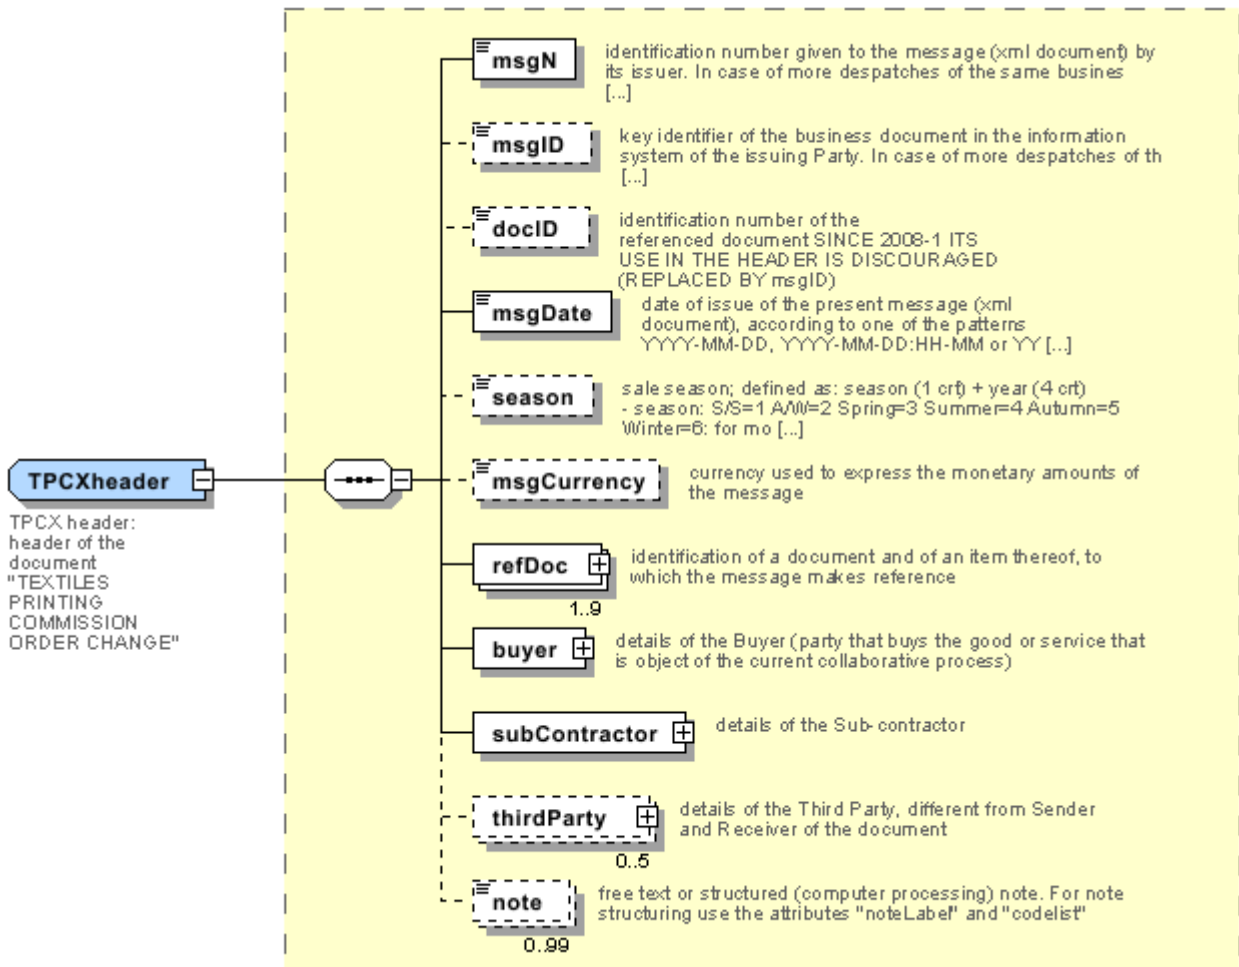 msgN
identification number given to the message (xml document) by
its issuer. In case of more despatches of the same busines
[...]
msgID
key identifier of the business document in the information
system of the issuing Party. In case of more despatches of th
[...]
docID
identification number of the
referenced document SINCE 2008-1 ITS
USE IN THE HEADER IS DISCOURAGED
(REPLACED BY msgID)
msgDate
date of issue of the present message (xml
document), according to one of the patterns
YYYY-MM-DD, YYYY-MM-DD:HH-MM or YY [...]
season
sale season; defined as: season (1 crt) + year (4 crt)
- season: S/S=1 A/W=2 Spring=3 Summer=4 Autumn=5
Winter=6: for mo [...]
TPCXheader
TPCX header:
header of the
document
"TEXTILES
PRINTING
COMMISSION
ORDER CHANGE"
msgCurrency
currency used to express the monetary amounts of
the message
refDoc
1..9
identification of a document and of an item thereof, to
which the message makes reference
buyer
details of the Buyer (party that buys the good or service that
is object of the current collaborative process)
subContractor
details of the Sub-contractor
thirdParty
0..5
details of the Third Party, different from Sender
and Receiver of the document
note
0..99
free text or structured (computer processing) note. For note
structuring use the attributes "noteLabel" and "codelist"